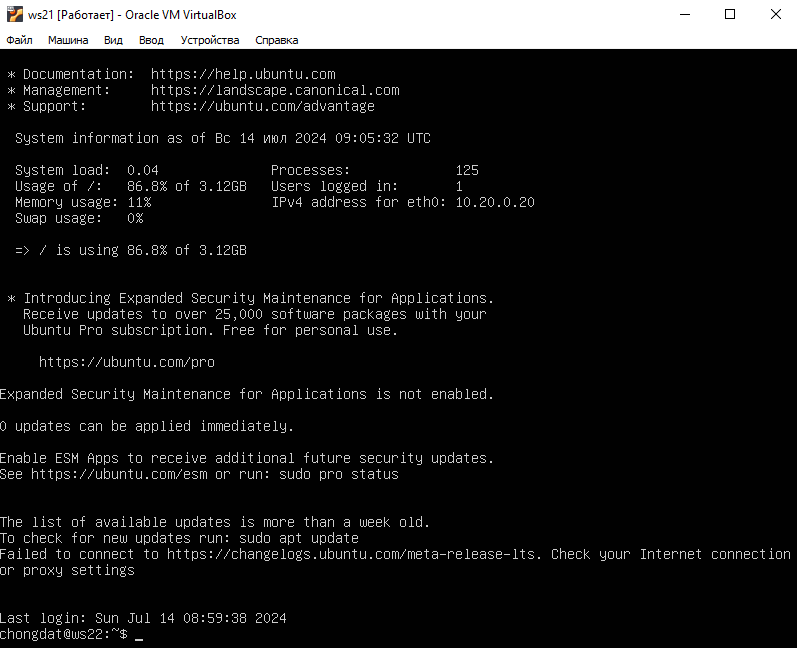 ws21 [Работает] - Oracle VM VirtualBox
Файл Машина Вид Ввод Устройства Справка
* Documentation: https://help.ubuntu.com
* Management: https://landscape.canonical.com
* Support: https://ubuntu.com/advantage
System information as of Вс 14 июл 2024 09:05:32 UTC
System load: 0.04 Processes: 125
Usage of /: 86.8% of 3.12GB Users logged in: 1
Memory usage: 11% IPv4 address for eth0: 10.20.0.20
Swap usage: 0%
=> / is using 86.8% of 3.12GB
* Introducing Expanded Security Maintenance for Applications.
Receive updates to over 25,000 software packages with your
Ubuntu Pro subscription. Free for personal use.
https://ubuntu.com/pro
Expanded Security Maintenance for Applications is not enabled.
0 updates can be applied immediately.
Enable ESM Apps to receive additional future security updates.
See https://ubuntu.com/esm or run: sudo pro status
The list of available updates is more than a week old.
To check for new updates run: sudo apt update
Failed to connect to https://changelogs.ubuntu.com/meta-release-lts. Check your Internet connection
or proxy settings
Last login: Sun Jul 14 08:59:38 2024
chongdat@ws22:~$ _